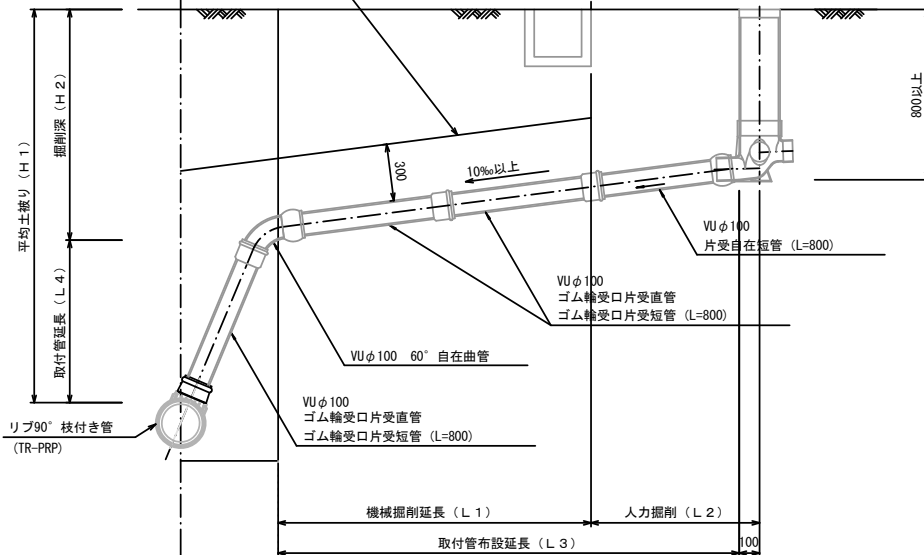 平均土被り（H1）
掘削深（H2）
取付管延長（L4）
300
10‰以上
800以上
VUφ100
片受自在短管（L=800）
VUφ100
ゴム輪受口片受直管
ゴム輪受口片受短管（L=800）
VUφ100 60°自在曲管
VUφ100
ゴム輪受口片受直管
ゴム輪受口片受短管（L=800）
リブ90°枝付き管
(TR-PRP)
機械掘削延長（L1）
人力掘削（L2）
取付管布設延長（L3）
100